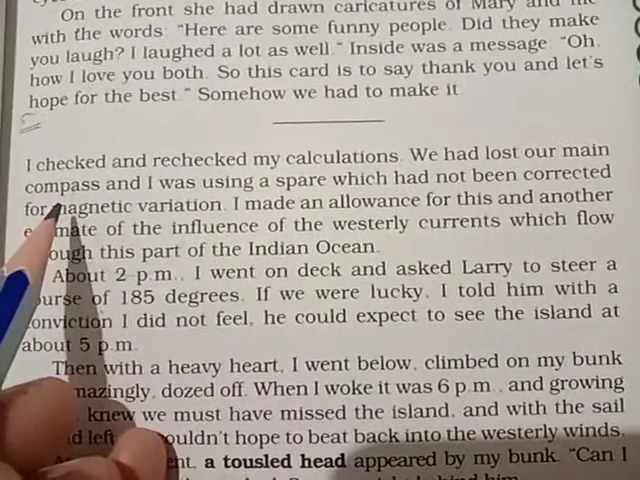 On the front she had drawn caricatures of Mary and me
with the words: "Here are some funny people. Did they make
you laugh? I laughed a lot as well." Inside was a message: "Oh,
how I love you both. So this card is to say thank you and let's
hope for the best." Somehow we had to make it.
I checked and rechecked my calculations. We had lost our main
compass and I was using a spare which had not been corrected
for magnetic variation. I made an allowance for this and another
of the influence of the westerly currents which flow
this part of the Indian Ocean.
About 2 p.m., I went on deck and asked Larry to steer a
of 185 degrees. If we were lucky, I told him with a
conviction I did not feel, he could expect to see the island at
about 5 p.m.
Then with a heavy heart, I went below, climbed on my bunk
dozed off. When I woke it was 6 p.m., and growing
knew we must have missed the island, and with the sail
left, hope to beat back into the westerly winds.
a tousled head appeared by my bunk. "Can I